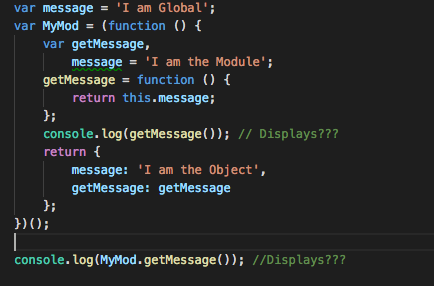 var message = 'I am Global';
var MyMod = (function () {
    var getMessage,
        message = 'I am the Module';
    getMessage = function () {
        return this.message;
    };
    console.log(getMessage()); // Displays???
    return {
        message: 'I am the Object',
        getMessage: getMessage
    };
})();
console.log(MyMod.getMessage()); //Displays???